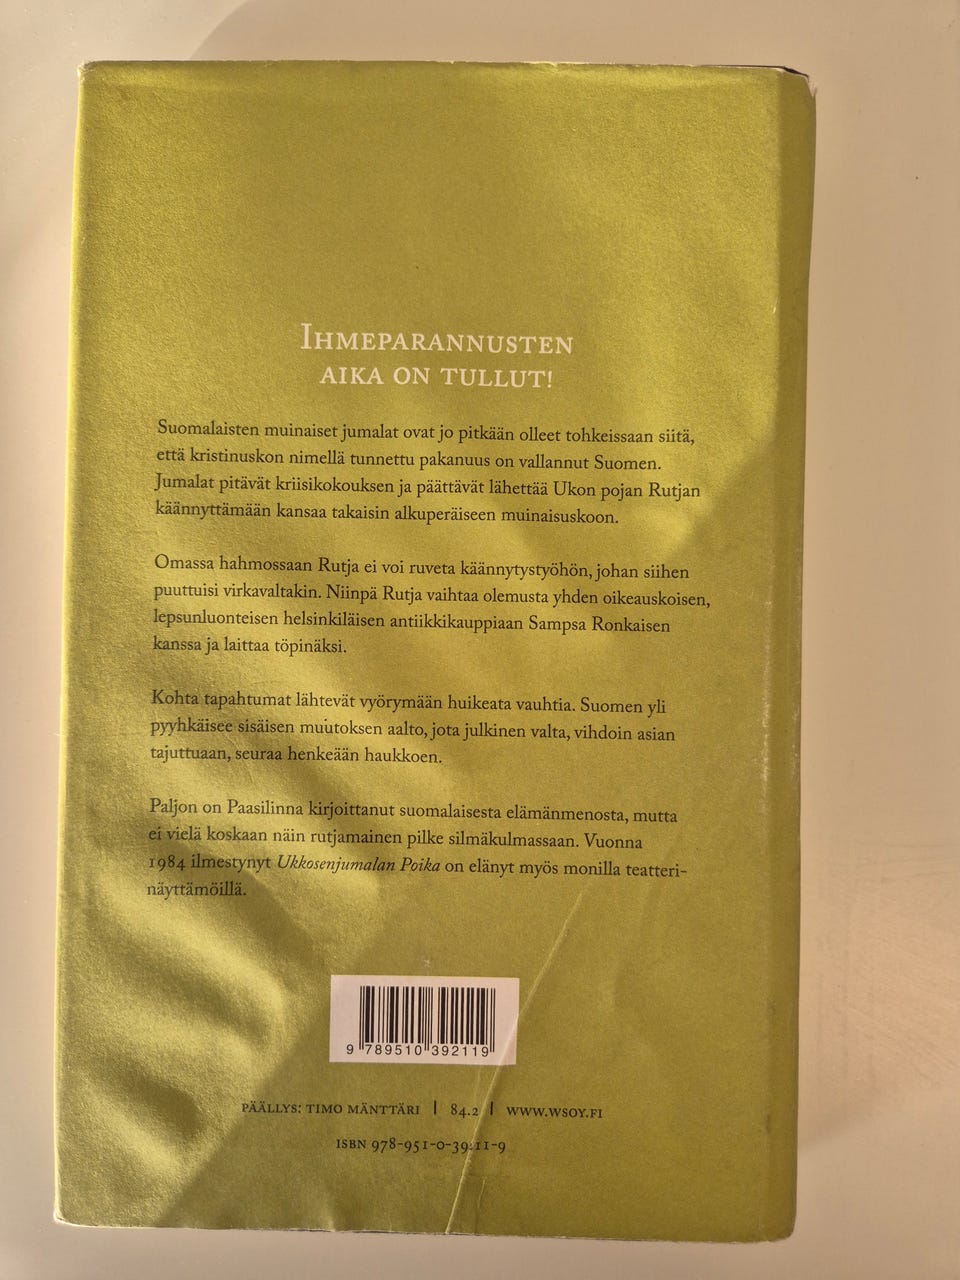 Ihmeparannusten
aika on tullut!
Suomalaisten muinaiset jumalat ovat jo pitkään olleet tohkeissaan siitä,
että kristinuskon nimellä tunnettu pakanuus on vallannut Suomen.
Jumalat pitävät kriisikokouksen ja päättävät lähettää Ukon pojan Rutjan
käännyttämään kansaa takaisin alkuperäiseen muinaisuskoon.
Omassa hahmossaan Rutja ei voi ruveta käännytystyöhön, johan siihen
puuttuisi virkavaltakin. Niinpä Rutja vaihtaa olemusta yhden oikeauskoisen,
lepsunluonteisen helsinkiläisen antiikkikauppiaan Sampsa Ronkaisen
kanssa ja laittaa töpinäksi.
Kohta tapahtumat lähtevät vyörymään huikeata vauhtia. Suomen yli
pyyhkäisee sisäisen muutoksen aalto, jota julkinen valta, vihdoin asian
tajuttuaan, seuraa henkeään haukkoen.
Paljon on Paasilinna kirjoittanut suomalaisesta elämänmenosta, mutta
ei vielä koskaan näin rutjamainen pilke silmäkulmassaan. Vuonna
1984 ilmestynyt Ukkosenjumalan Poika on elänyt myös monilla teatteri-
näyttämöillä.
9 789510 392119
Päällys: Timo Mänttäri | 84.2 | www.wsoy.fi
ISBN 978-951-0-39211-9